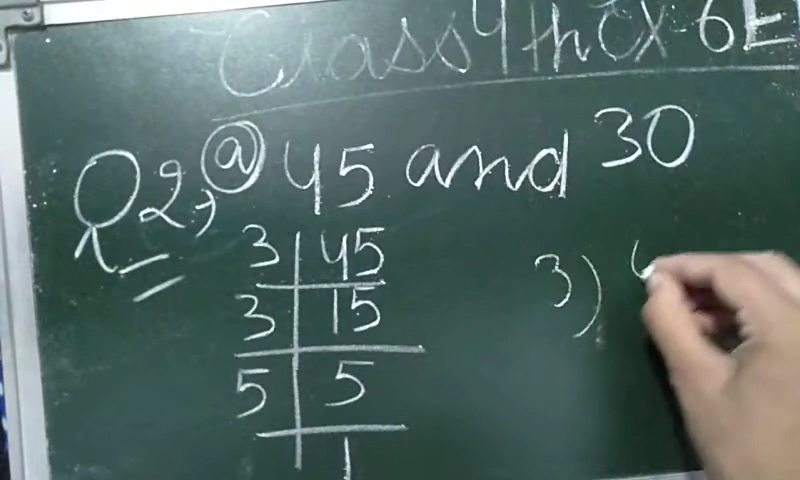 Class 4th Ex-6E
Q2, (a) 45 and 30
3 | 45
3 | 15
5 | 5
1
3)